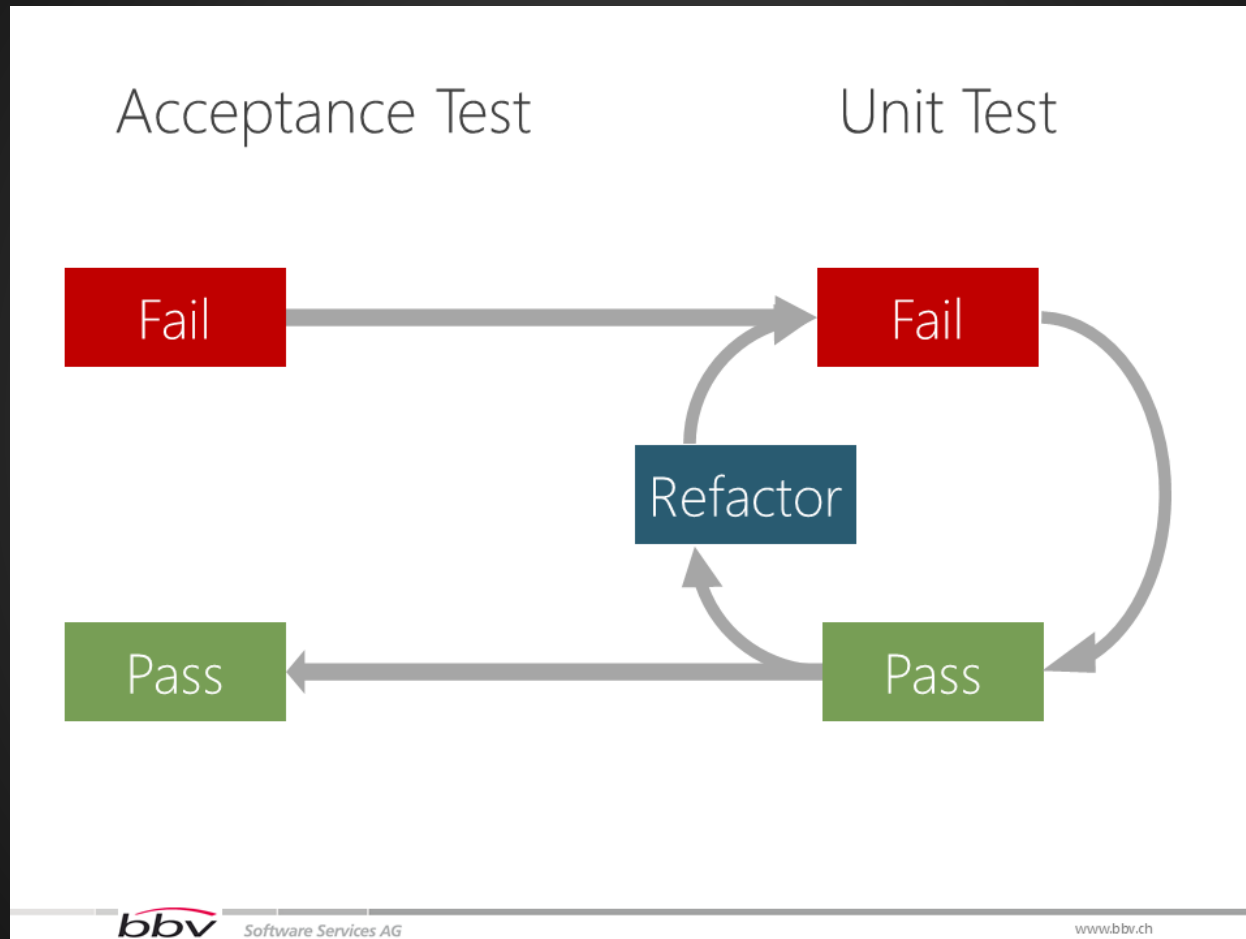 Acceptance Test
Unit Test
Fail
Fail
Refactor
Pass
Pass
bbv Software Services AG
www.bbv.ch